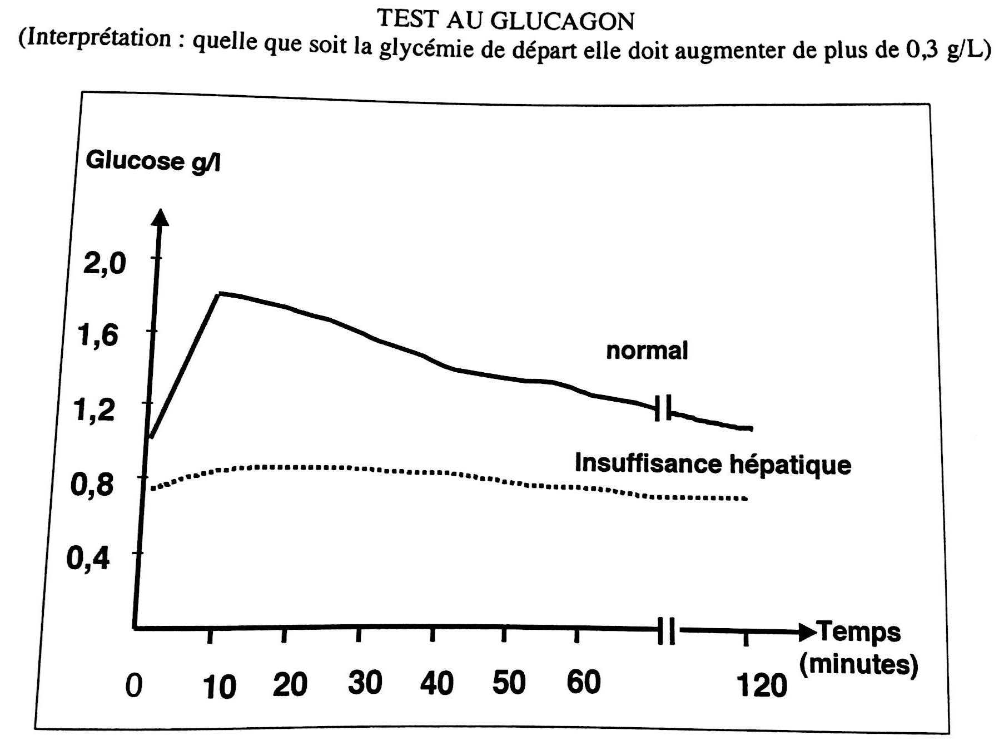 TEST AU GLUCAGON
(Interprétation : quelle que soit la glycémie de départ elle doit augmenter de plus de 0,3 g/L)
Glucose g/l
2,0
1,6
normal
1,2
Insuffisance hépatique
0,8
0,4
Temps
(minutes)
0 10 20 30 40 50 60 120